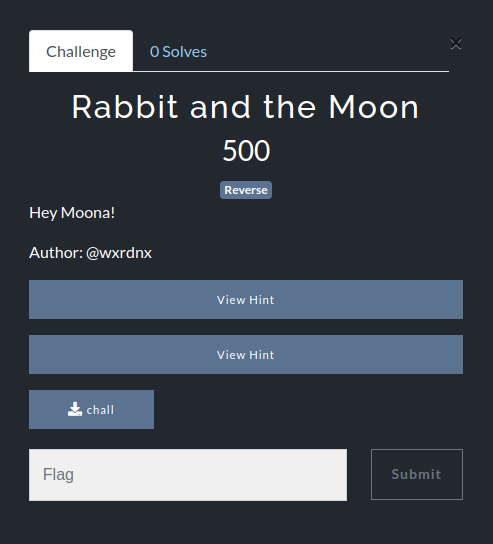 Challenge
0 Solves
×
Rabbit and the Moon
500
Reverse
Hey Moona!
Author: @wxrdnx
View Hint
View Hint
chall
Flag
Submit